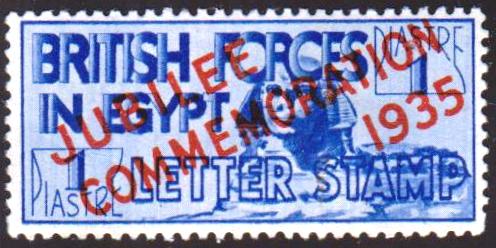 BRITISH FORCES
IN EGYPT
1
PIASTRE
1
PIASTRE
LETTER STAMP
JUBILEE
COMMEMORATION
1935